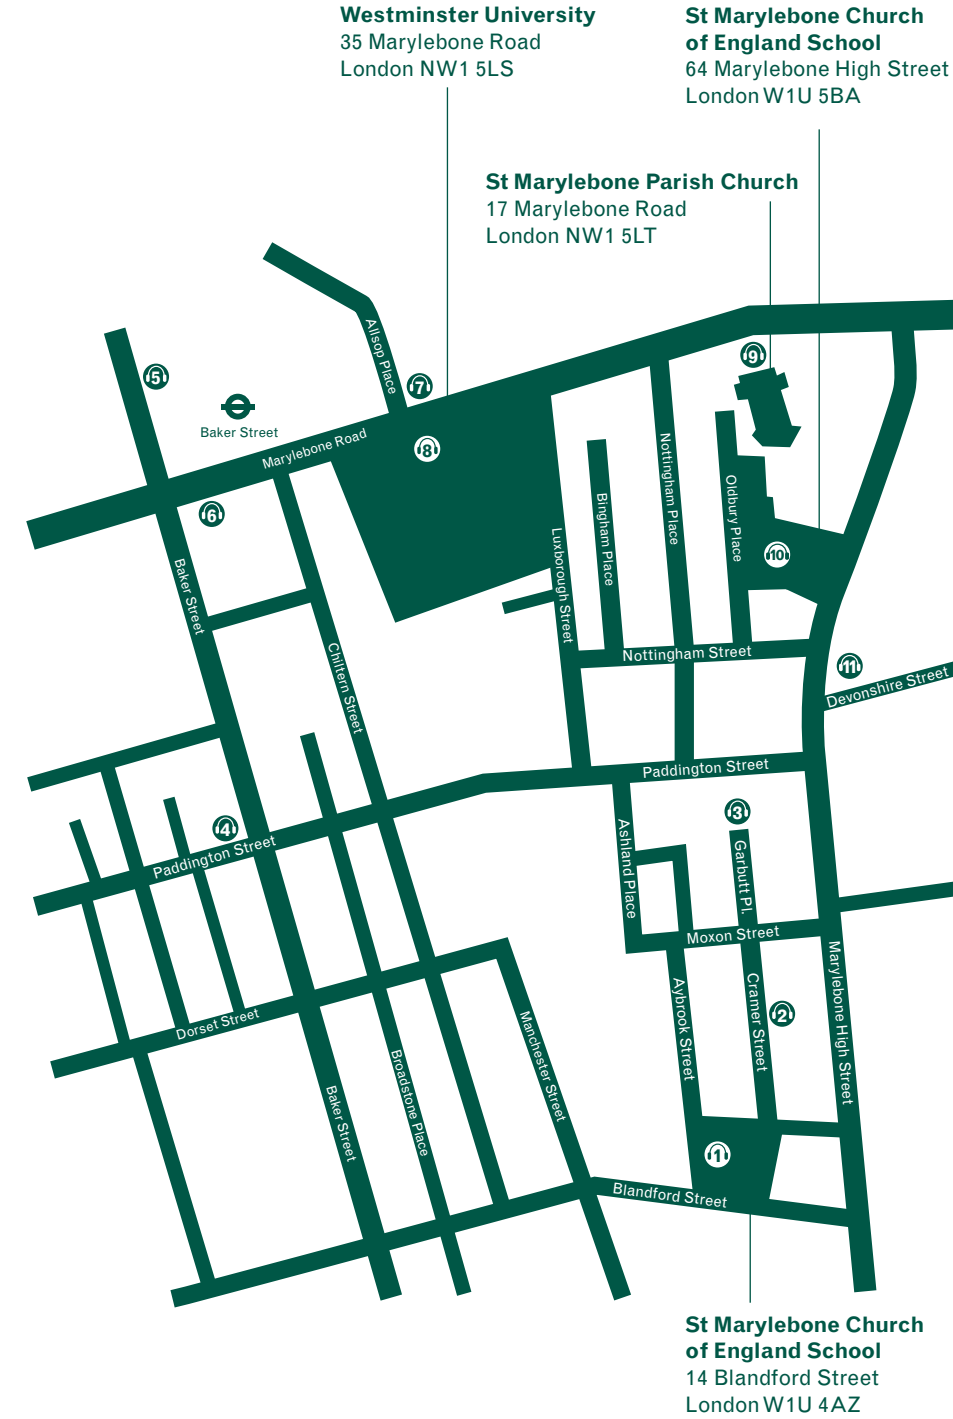 Westminster University
35 Marylebone Road
London NW1 5LS
St Marylebone Church
of England School
64 Marylebone High Street
London W1U 5BA
St Marylebone Parish Church
17 Marylebone Road
London NW1 5LT
Allsop Place
9
5
7
Baker Street
Marylebone Road
8
6
Nottingham Place
Oldbury Place
Bingham Place
Luxborough Street
10
Baker Street
Chiltern Street
Nottingham Street
11
Devonshire Street
Paddington Street
3
4
Paddington Street
Ashland Place
Garbutt Pl.
Moxon Street
Marylebone High Street
Aybrook Street
Cramer Street
2
Dorset Street
Manchester Street
Broadstone Place
Baker Street
1
Blandford Street
St Marylebone Church
of England School
14 Blandford Street
London W1U 4AZ